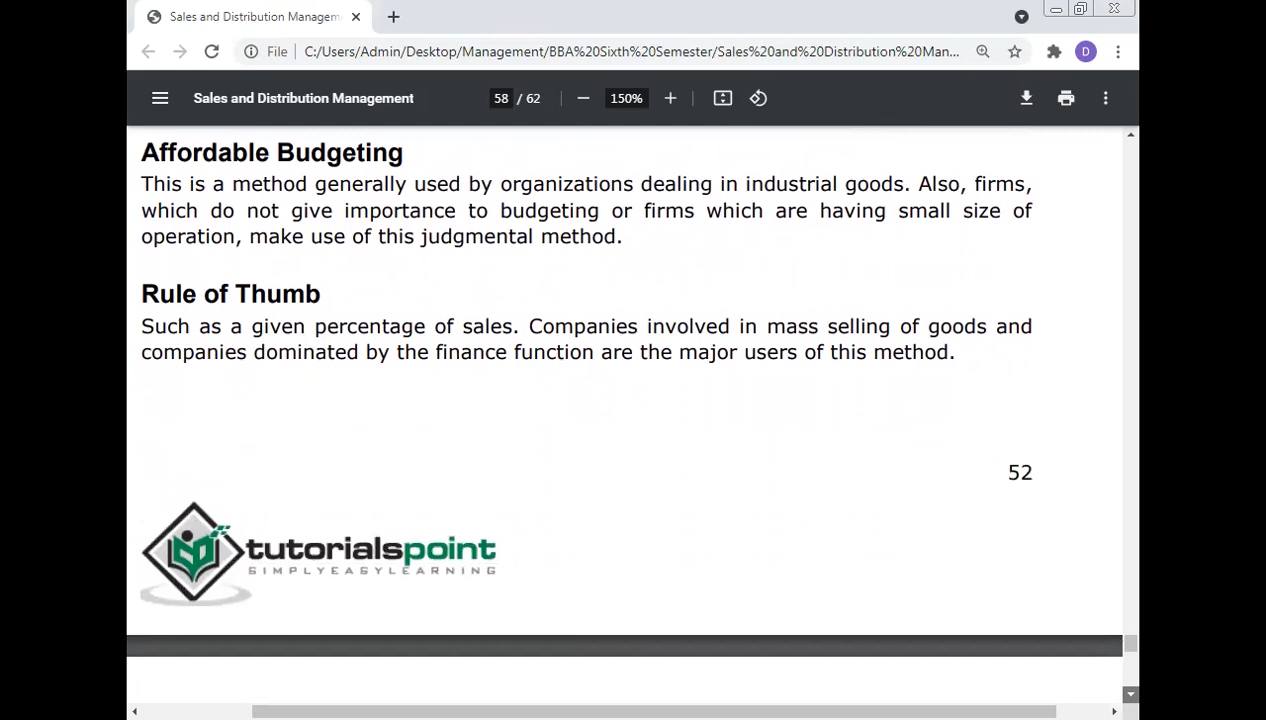 Sales and Distribution Managem
File C:/Users/Admin/Desktop/Management/BBA%20Sixth%20Semester/Sales%20and%20Distribution%20Man... D
Sales and Distribution Management 58 / 62 150%
Affordable Budgeting
This is a method generally used by organizations dealing in industrial goods. Also, firms,
which do not give importance to budgeting or firms which are having small size of
operation, make use of this judgmental method.
Rule of Thumb
Such as a given percentage of sales. Companies involved in mass selling of goods and
companies dominated by the finance function are the major users of this method.
52
tutorialspoint
SIMPLYEASYLEARNING